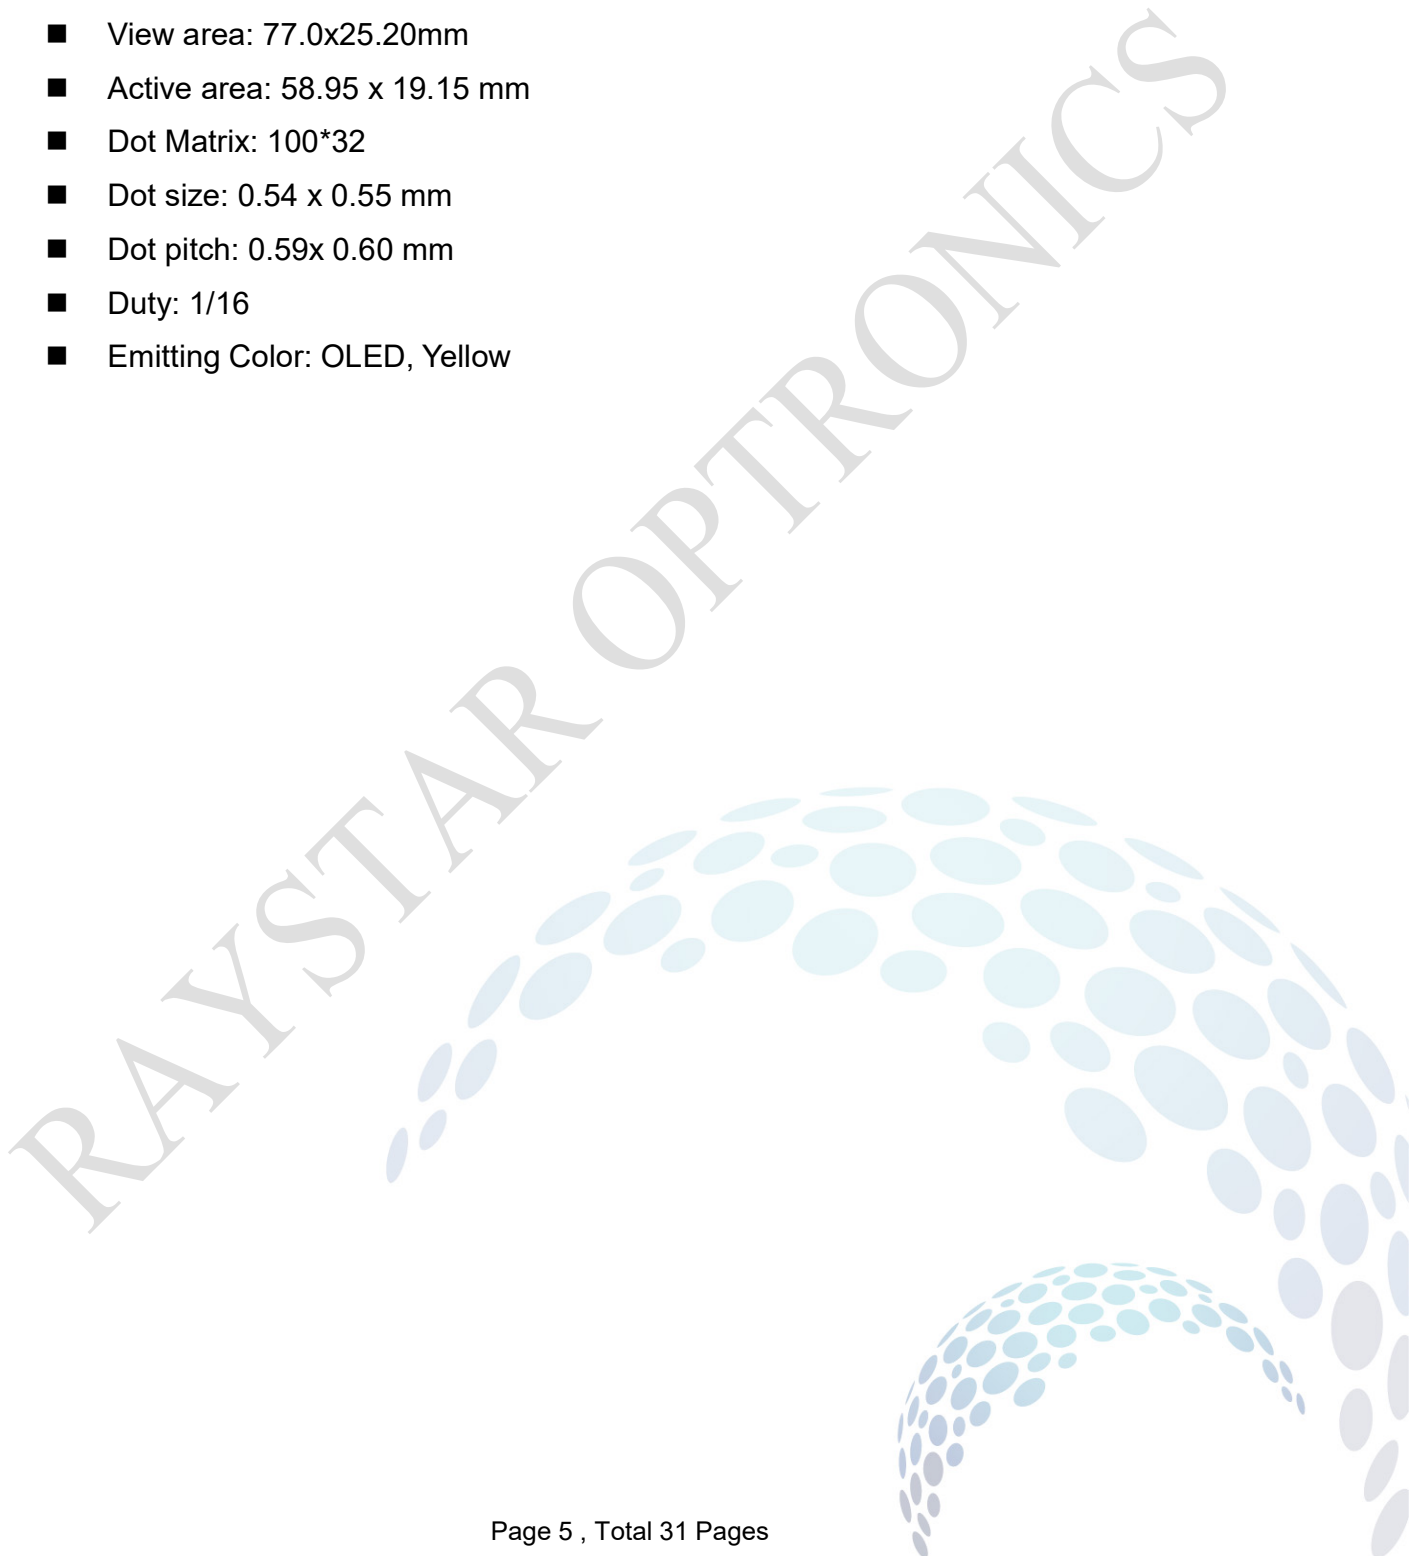 ■ View area: 77.0x25.20mm
■ Active area: 58.95 x 19.15 mm
■ Dot Matrix: 100*32
■ Dot size: 0.54 x 0.55 mm
■ Dot pitch: 0.59x 0.60 mm
■ Duty: 1/16
■ Emitting Color: OLED, Yellow
RAYSTAR OPTRONICS
Page 5 , Total 31 Pages